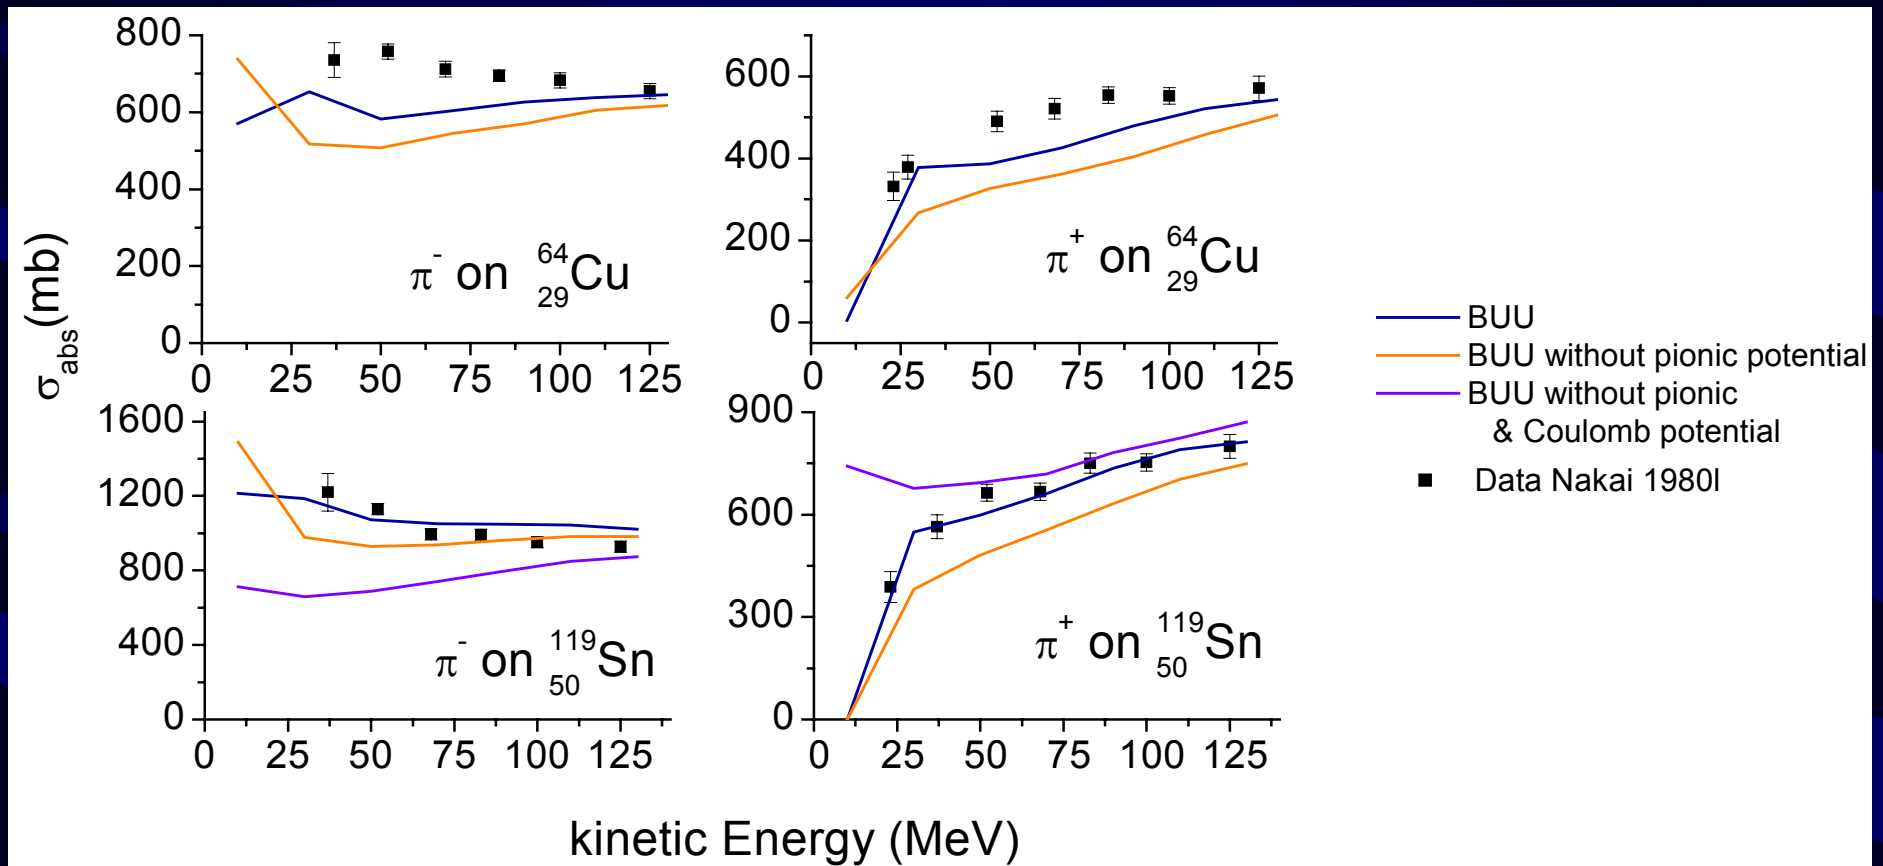 σabs(mb)
800
600
400
200
0
0 25 50 75 100 125
π- on 64 29 Cu
600
400
200
0
0 25 50 75 100 125
π+ on 64 29 Cu
1600
1200
800
400
0
0 25 50 75 100 125
π- on 119 50 Sn
900
600
300
0
0 25 50 75 100 125
π+ on 119 50 Sn
kinetic Energy (MeV)
BUU
BUU without pionic potential
BUU without pionic
& Coulomb potential
Data Nakai 1980l